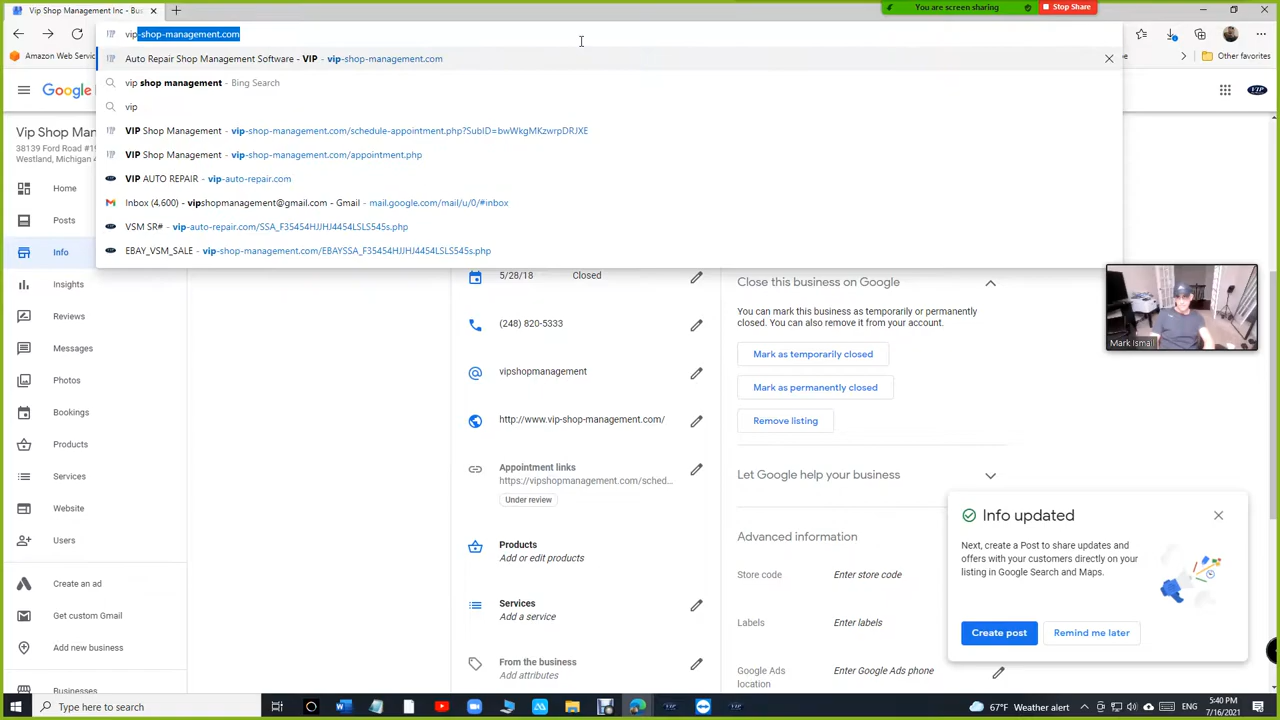 Vip Shop Management Inc - Bus
You are screen sharing
Stop Share
vip-shop-management.com
Amazon Web Service
Other favorites
Auto Repair Shop Management Software - VIP - vip-shop-management.com
vip shop management - Bing Search
vip
VIP Shop Management - vip-shop-management.com/schedule-appointment.php?SubID=bwWkgMKzwrpDRJXE
VIP Shop Management - vip-shop-management.com/appointment.php
VIP AUTO REPAIR - vip-auto-repair.com
Inbox (4,600) - vipshopmanagement@gmail.com - Gmail - mail.google.com/mail/u/0/#inbox
VSM SR# - vip-auto-repair.com/SSA_F35454HJJHJ4454LSLS545s.php
EBAY_VSM_SALE - vip-shop-management.com/EBAYSSA_F35454HJJHJ4454LSLS545s.php
Google
VIP
Vip Shop Man
38139 Ford Road #19
Westland, Michigan 4
Home
Posts
Info
Insights
Reviews
Messages
Photos
Bookings
Products
Services
Website
Users
Create an ad
Get custom Gmail
Add new business
Businesses
5/28/18 Closed
(248) 820-5333
vipshopmanagement
http://www.vip-shop-management.com/
Appointment links
https://vipshopmanagement.com/sched...
Under review
Products
Add or edit products
Services
Add a service
From the business
Add attributes
Close this business on Google
You can mark this business as temporarily or permanently
closed. You can also remove it from your account.
Mark as temporarily closed
Mark as permanently closed
Remove listing
Let Google help your business
Advanced information
Store code Enter store code
Labels Enter labels
Google Ads Enter Google Ads phone
location
Mark Ismail
Info updated
Next, create a Post to share updates and
offers with your customers directly on your
listing in Google Search and Maps.
Create post
Remind me later
Type here to search
67°F Weather alert
5:40 PM
7/16/2021